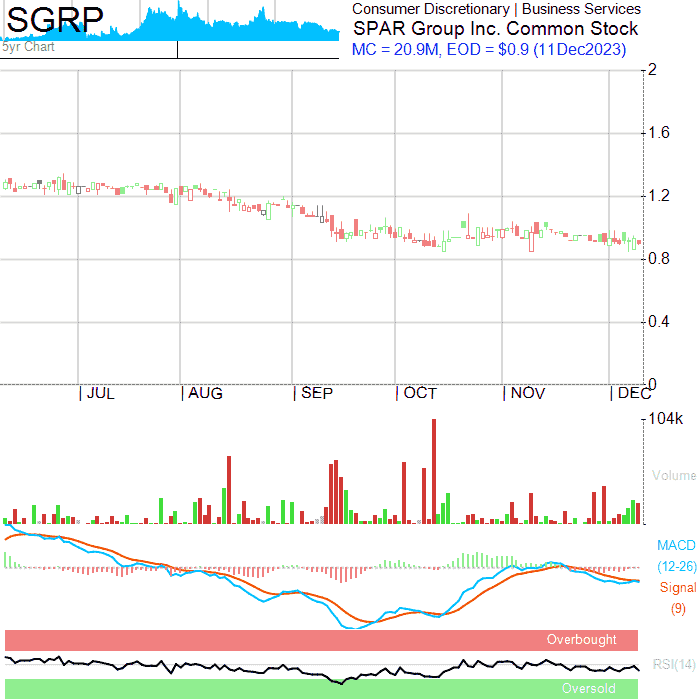 SGRP
5yr Chart
Consumer Discretionary | Business Services
SPAR Group Inc. Common Stock
MC = 20.9M, EOD = $0.9 (11Dec2023)
2
1.6
1.2
0.8
0.4
0
JUL AUG SEP OCT NOV DEC
104k
Volume
MACD
(12-26)
Signal
(9)
Overbought
RSI(14)
Oversold